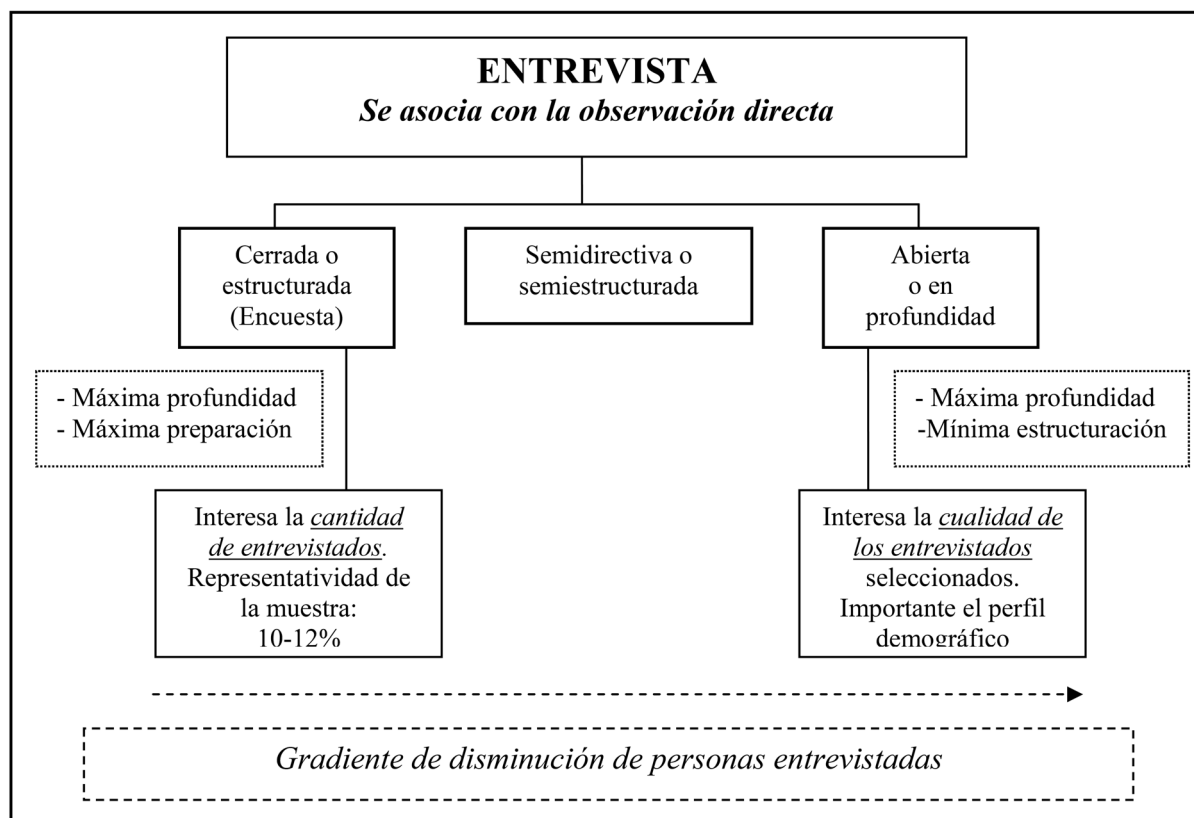 ENTREVISTA
Se asocia con la observación directa
Cerrada o
estructurada
(Encuesta)
Semidirectiva o
semiestructurada
Abierta
o en
profundidad
- Máxima profundidad
- Máxima preparación
- Máxima profundidad
-Mínima estructuración
Interesa la cantidad
de entrevistados.
Representatividad de
la muestra:
10-12%
Interesa la cualidad de
los entrevistados
seleccionados.
Importante el perfil
demográfico
Gradiente de disminución de personas entrevistadas